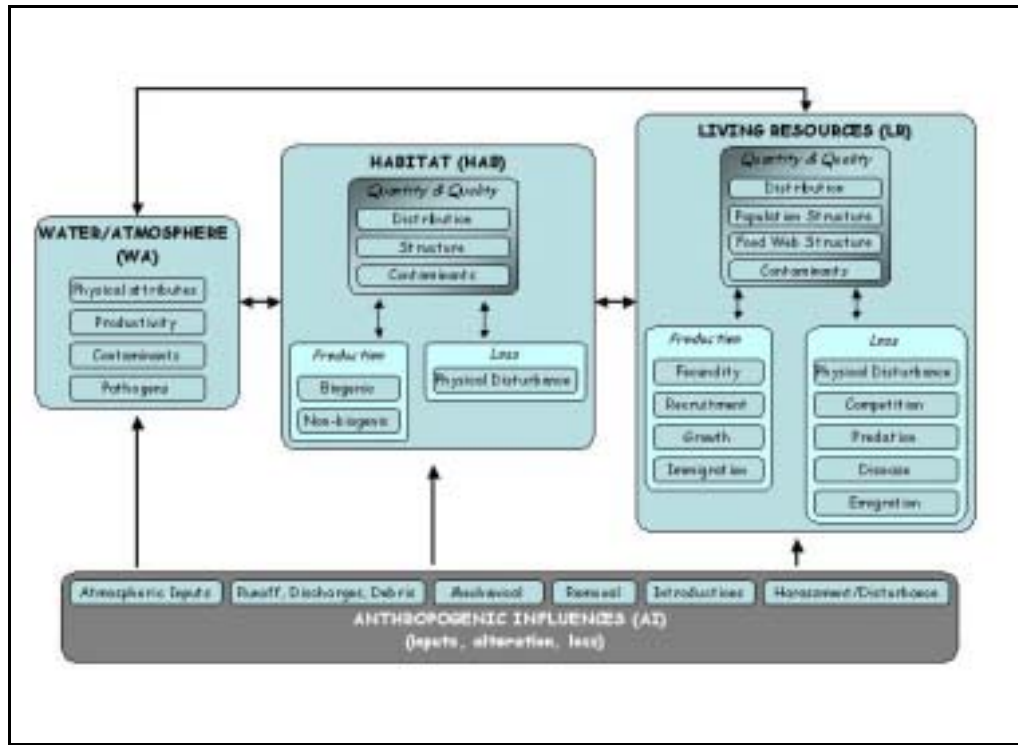 LIVING RESOURCES (LR)
Quantity & Quality
Distribution
Population Structure
Food Web Structure
Contaminants
Production
Fecundity
Recruitment
Growth
Immigration
Loss
Physical Disturbance
Competition
Predation
Disease
Emigration
HABITAT (HAB)
Quantity & Quality
Distribution
Structure
Contaminants
Production
Biogenic
Non-biogenic
Loss
Physical Disturbance
WATER/ATMOSPHERE
(WA)
Physical attributes
Productivity
Contaminants
Pathogens
Atmospheric Inputs
Runoff, Discharges, Debris
Mechanical
Removal
Introductions
Harassment/Disturbance
ANTHROPOGENIC INFLUENCES (AI)
(inputs, alteration, loss)